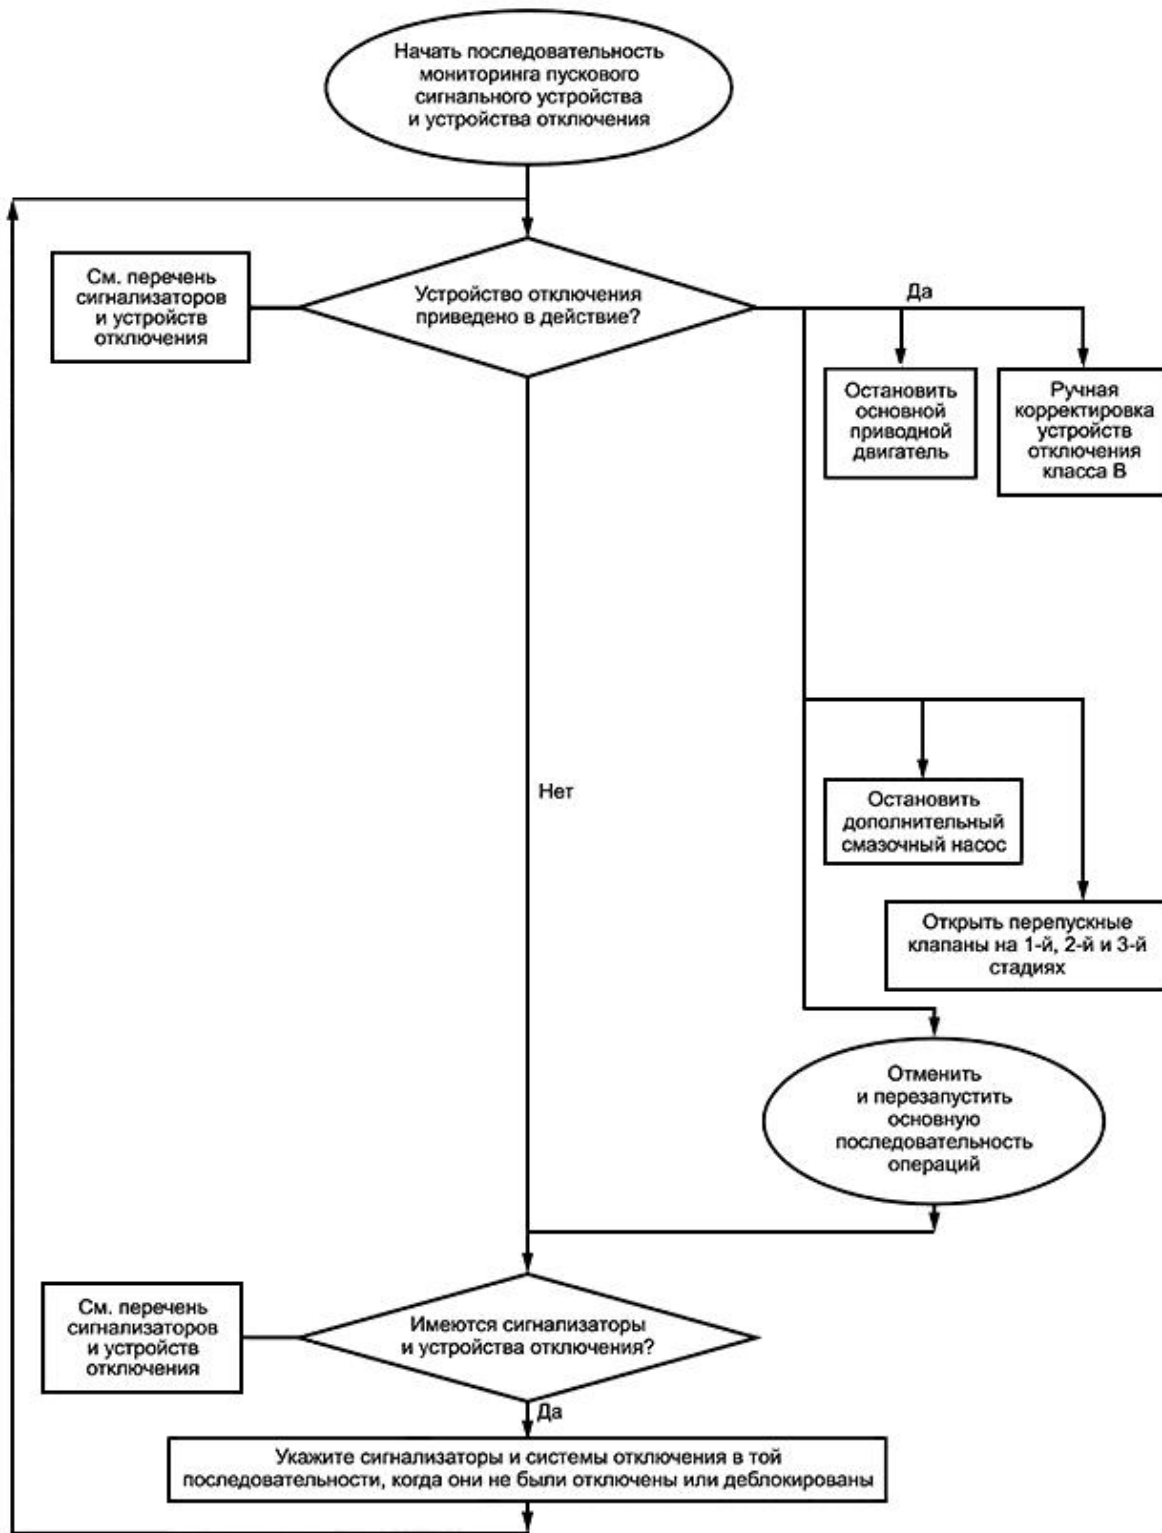 Начать последовательность
мониторинга пускового
сигнального устройства
и устройства отключения
См. перечень
сигнализаторов
и устройств
отключения
Устройство отключения
приведено в действие?
Да
Остановить
основной
приводной
двигатель
Ручная
корректировка
устройств
отключения
класса В
Нет
Остановить
дополнительный
смазочный насос
Открыть перепускные
клапаны на 1-й, 2-й и 3-й
стадиях
Отменить
и перезапустить
основную
последовательность
операций
См. перечень
сигнализаторов
и устройств
отключения
Имеются сигнализаторы
и устройства отключения?
Да
Укажите сигнализаторы и системы отключения в той
последовательности, когда они не были отключены или деблокированы